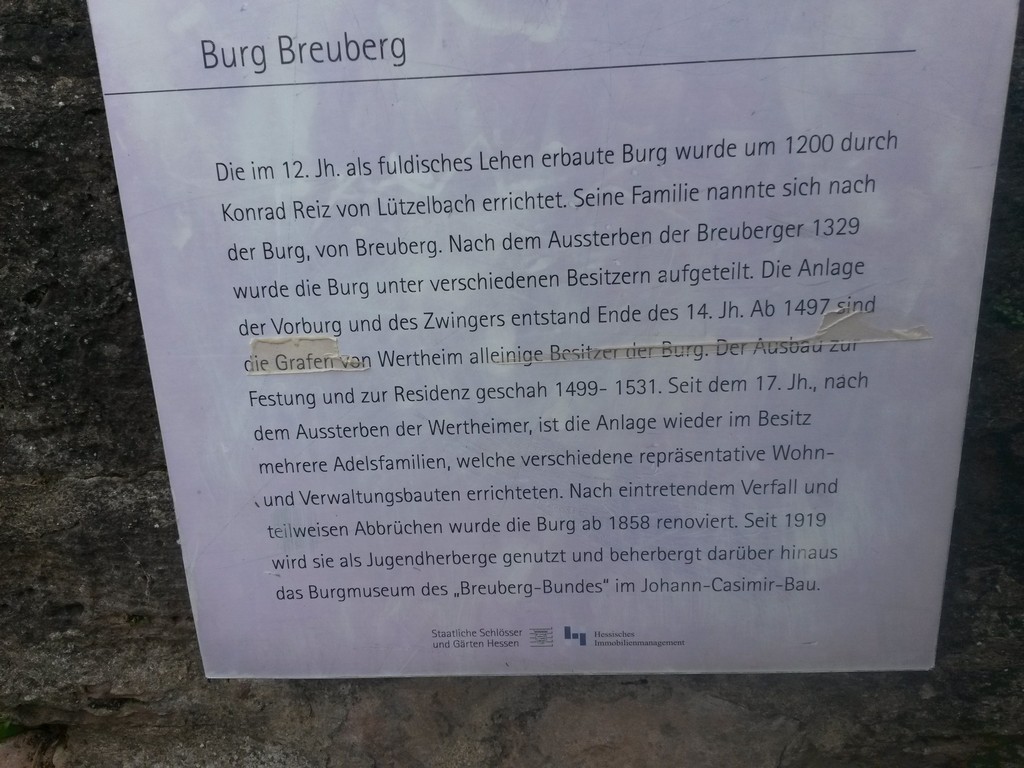 Burg Breuberg
Die im 12. Jh. als fuldisches Lehen erbaute Burg wurde um 1200 durch
Konrad Reiz von Lützelbach errichtet. Seine Familie nannte sich nach
der Burg, von Breuberg. Nach dem Aussterben der Breuberger 1329
wurde die Burg unter verschiedenen Besitzern aufgeteilt. Die Anlage
der Vorburg und des Zwingers entstand Ende des 14. Jh. Ab 1497 sind
die Grafen von Wertheim alleinige Besitzer der Burg. Der Ausbau zur
Festung und zur Residenz geschah 1499- 1531. Seit dem 17. Jh., nach
dem Aussterben der Wertheimer, ist die Anlage wieder im Besitz
mehrere Adelsfamilien, welche verschiedene repräsentative Wohn-
und Verwaltungsbauten errichteten. Nach eintretendem Verfall und
teilweisen Abbrüchen wurde die Burg ab 1858 renoviert. Seit 1919
wird sie als Jugendherberge genutzt und beherbergt darüber hinaus
das Burgmuseum des „Breuberg-Bundes" im Johann-Casimir-Bau.
Staatliche Schlösser
und Gärten Hessen
Hessisches
Immobilienmanagement